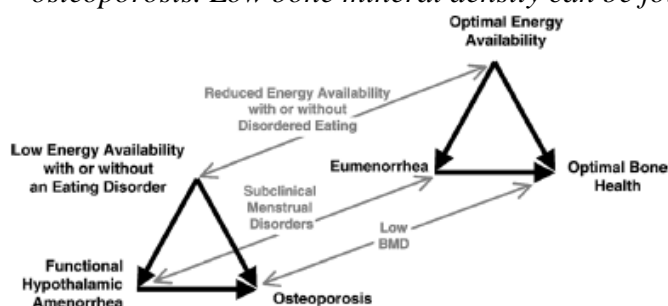 osteoporosis. Low bone mineral density can be fo
Optimal Energy
Availability
Reduced Energy Availability
with or without
Disordered Eating
Low Energy Availability
with or without
an Eating Disorder
Eumenorrhea
Optimal Bone
Health
Subclinical
Menstrual
Disorders
Low
BMD
Functional
Hypothalamic
Amenorrhea
Osteoporosis